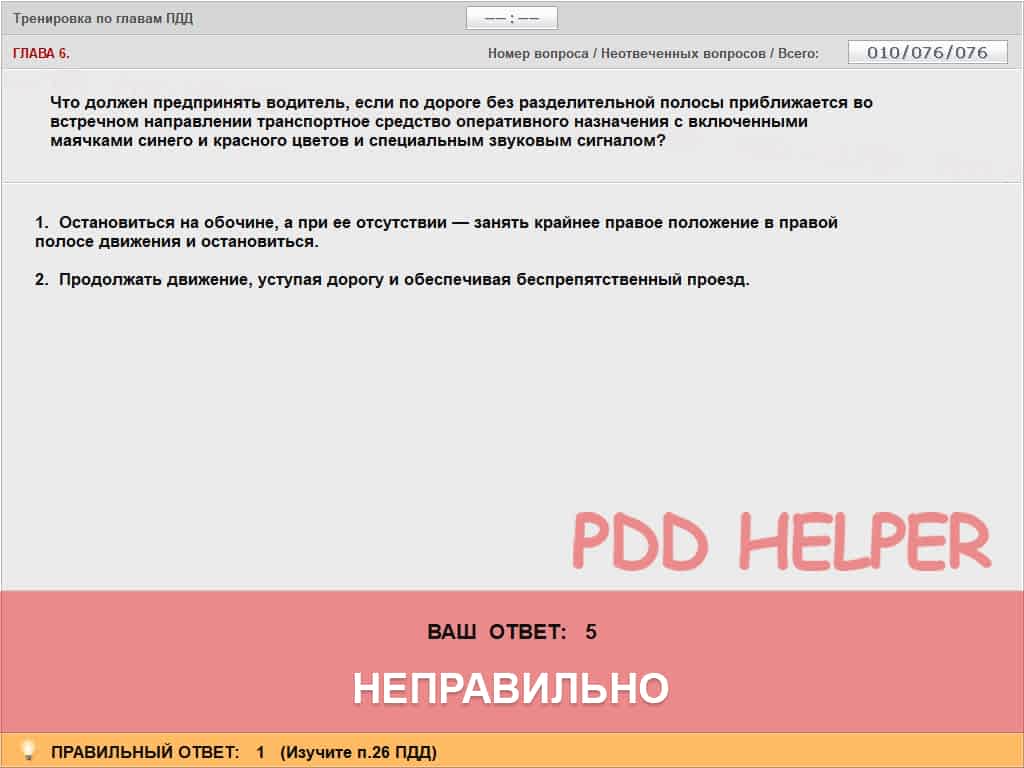 Тренировка по главам ПДД
—— : ——
ГЛАВА 6.
Номер вопроса / Неотвеченных вопросов / Всего:
010/076/076
Что должен предпринять водитель, если по дороге без разделительной полосы приближается во
встречном направлении транспортное средство оперативного назначения с включенными
маячками синего и красного цветов и специальным звуковым сигналом?
1. Остановиться на обочине, а при ее отсутствии — занять крайнее правое положение в правой
полосе движения и остановиться.
2. Продолжать движение, уступая дорогу и обеспечивая беспрепятственный проезд.
PDD HELPER
ВАШ ОТВЕТ: 5
НЕПРАВИЛЬНО
ПРАВИЛЬНЫЙ ОТВЕТ: 1 (Изучите п.26 ПДД)